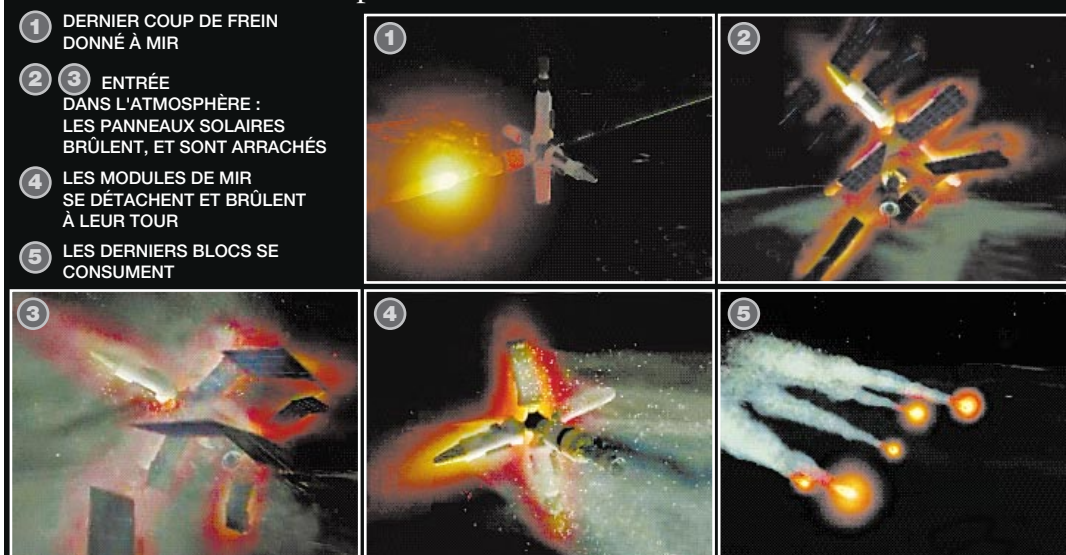 1 DERNIER COUP DE FREIN
DONNÉ À MIR
2 3 ENTRÉE
DANS L'ATMOSPHÈRE :
LES PANNEAUX SOLAIRES
BRÛLENT, ET SONT ARRACHÉS
4 LES MODULES DE MIR
SE DÉTACHENT ET BRÛLENT
À LEUR TOUR
5 LES DERNIERS BLOCS SE
CONSUMENT
1
2
3
4
5